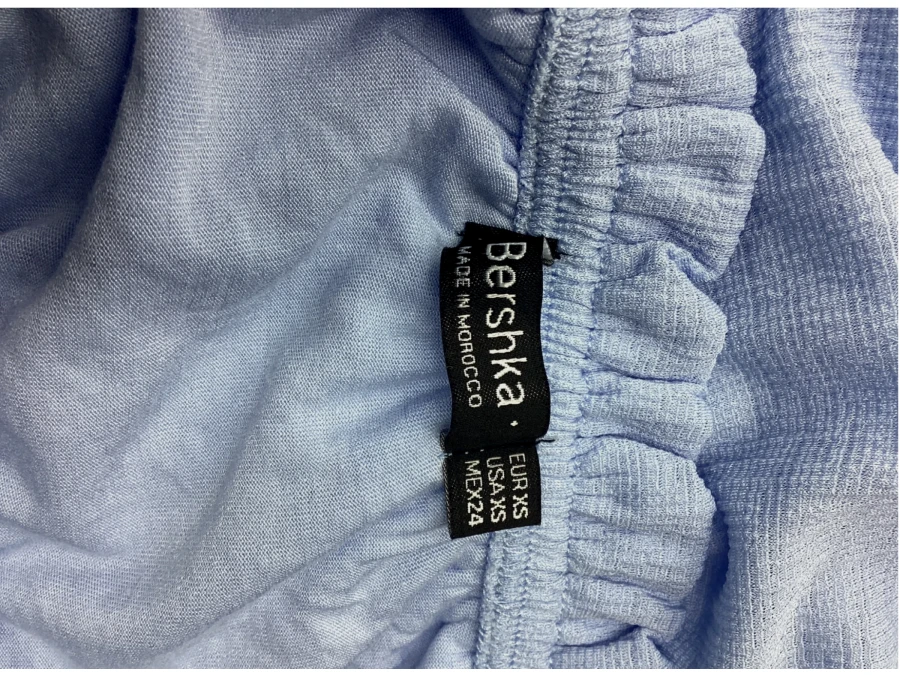 Bershka
MADE IN MOROCCO
EUR XS
USA XS
MEX 24